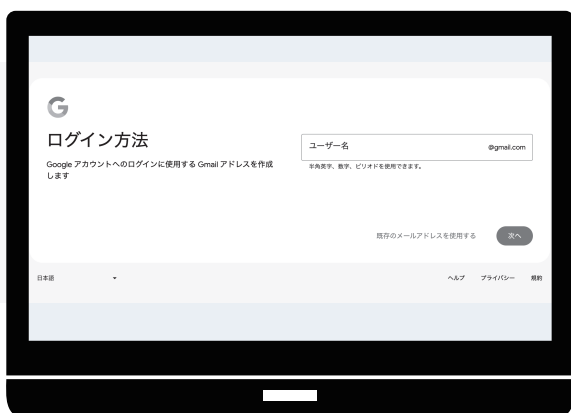 G
ログイン方法
Google アカウントへのログインに使用する Gmail アドレスを作成
します
ユーザー名
@gmail.com
半角英字、数字、ピリオドを使用できます。
既存のメールアドレスを使用する
次へ
日本語
ヘルプ プライバシー 規約